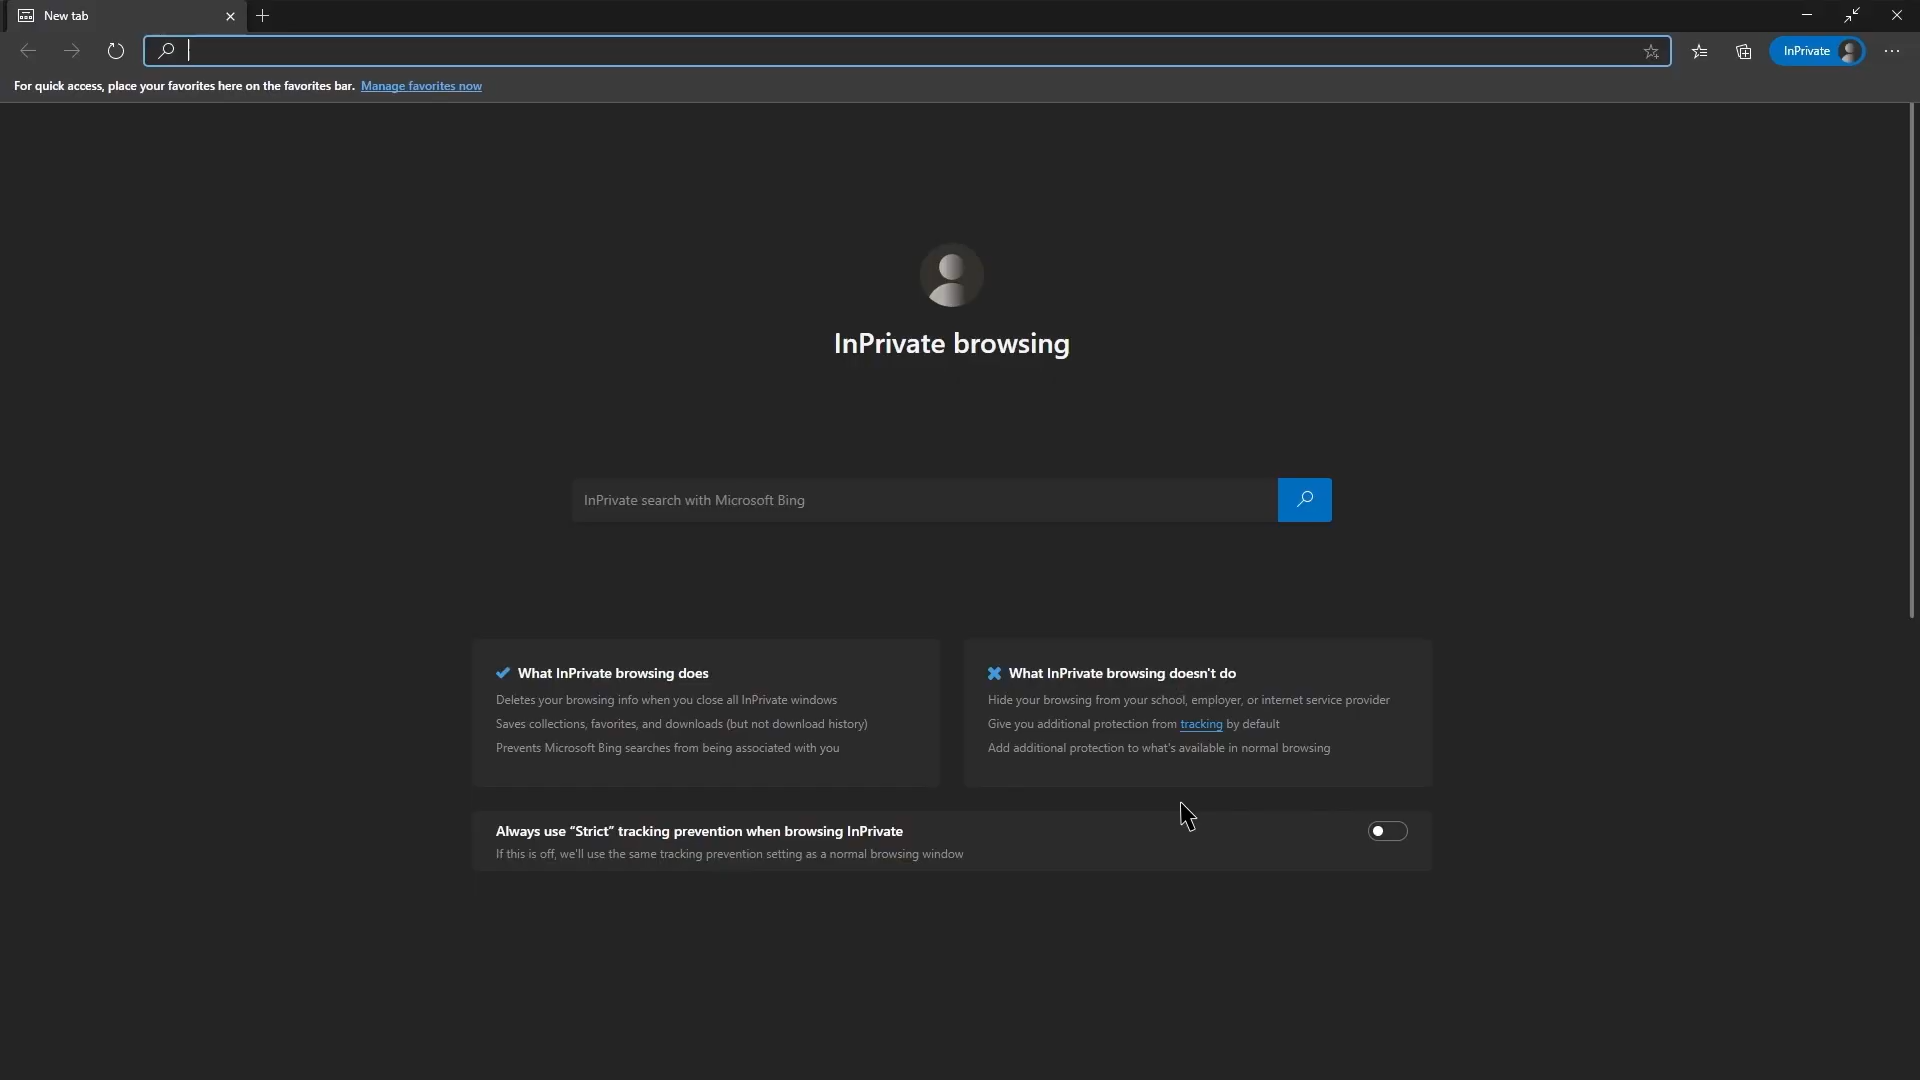 New tab
InPrivate
For quick access, place your favorites here on the favorites bar. Manage favorites now
InPrivate browsing
InPrivate search with Microsoft Bing
What InPrivate browsing does
Deletes your browsing info when you close all InPrivate windows
Saves collections, favorites, and downloads (but not download history)
Prevents Microsoft Bing searches from being associated with you
What InPrivate browsing doesn't do
Hide your browsing from your school, employer, or internet service provider
Give you additional protection from tracking by default
Add additional protection to what's available in normal browsing
Always use “Strict” tracking prevention when browsing InPrivate
If this is off, we'll use the same tracking prevention setting as a normal browsing window